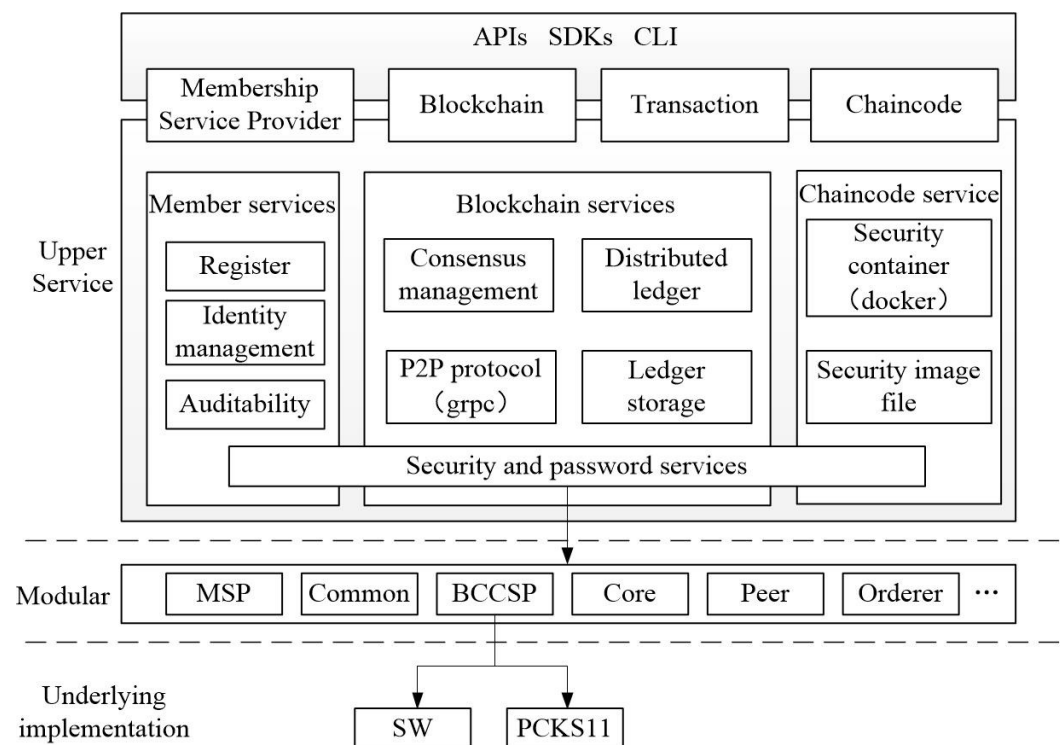 APIs SDKs CLI
Membership
Service Provider
Blockchain
Transaction
Chaincode
Upper
Service
Member services
Register
Identity
management
Auditability
Blockchain services
Consensus
management
Distributed
ledger
P2P protocol
（grpc）
Ledger
storage
Chaincode service
Security
container
（docker）
Security image
file
Security and password services
Modular
MSP
Common
BCCSP
Core
Peer
Orderer
...
Underlying
implementation
SW
PCKS11